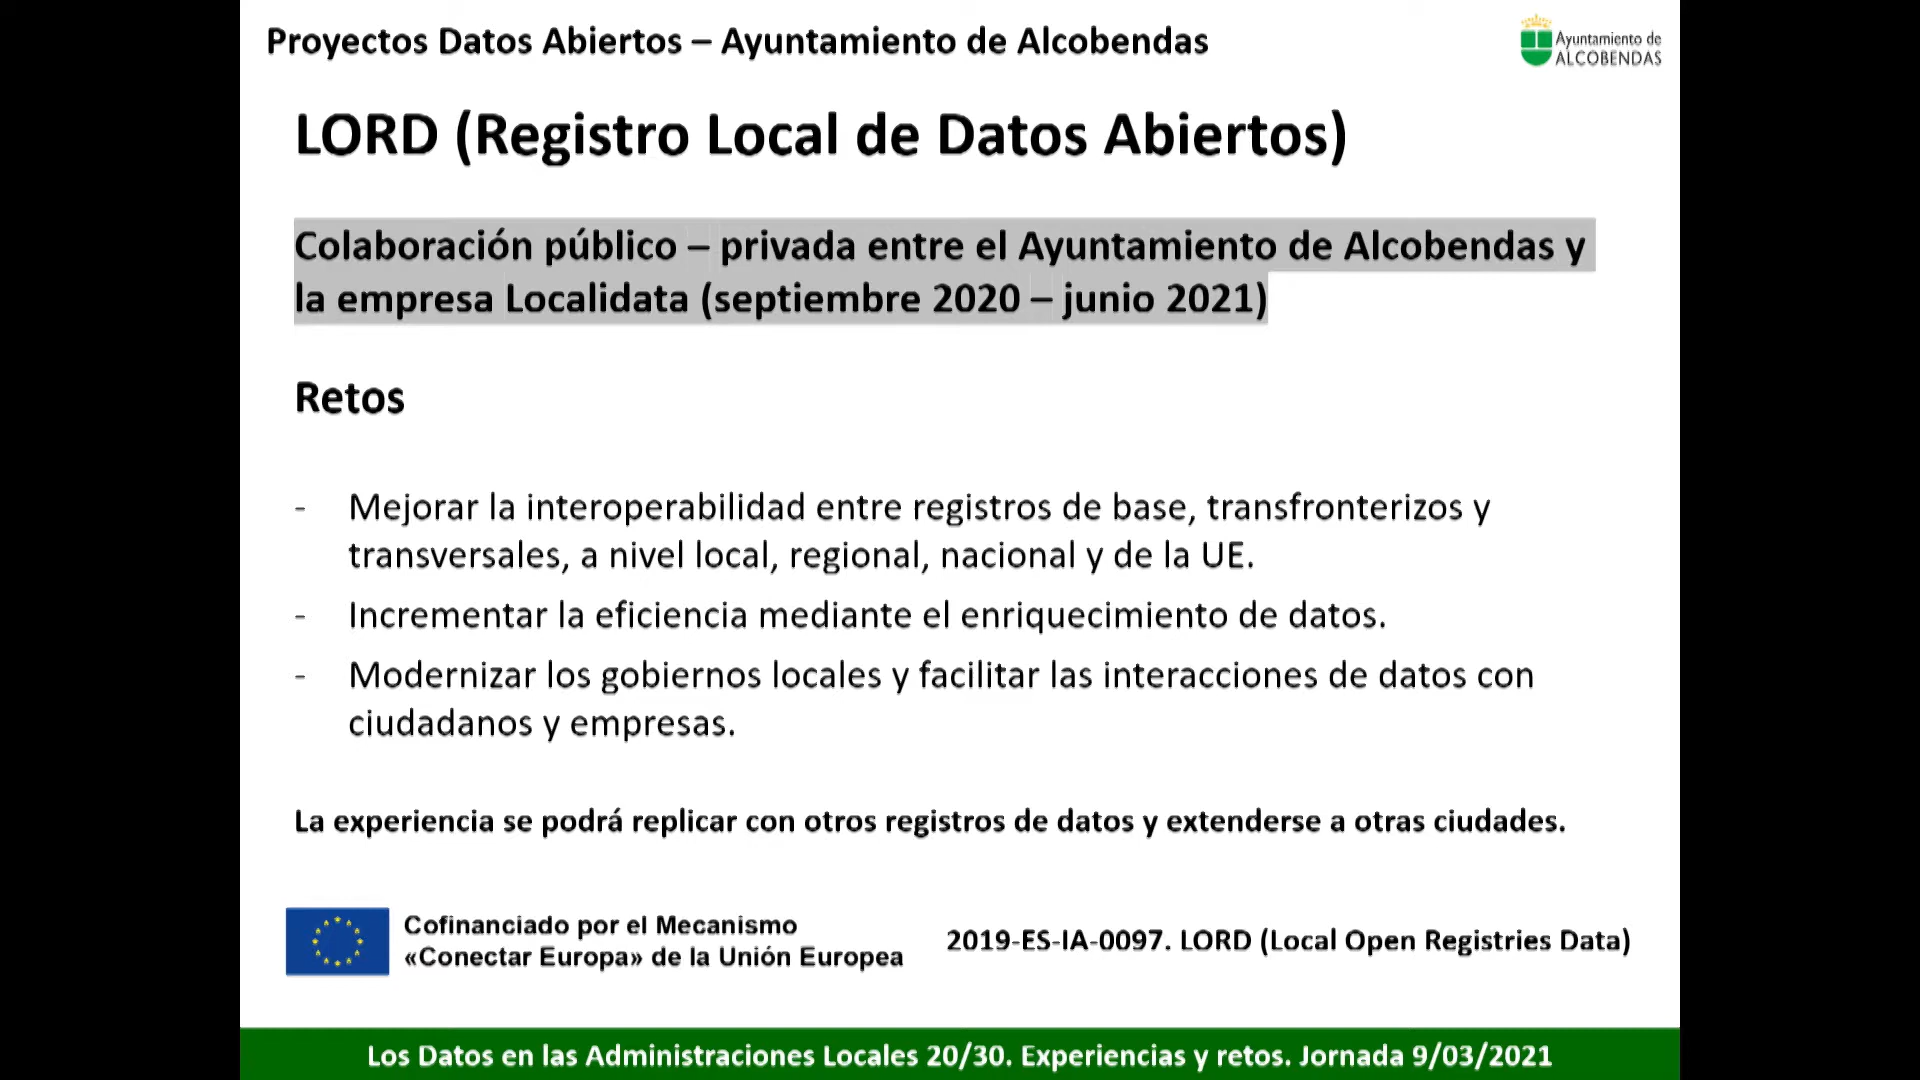 Proyectos Datos Abiertos – Ayuntamiento de Alcobendas
Ayuntamiento de
ALCOBENDAS
LORD (Registro Local de Datos Abiertos)
Colaboración público – privada entre el Ayuntamiento de Alcobendas y
la empresa Localidata (septiembre 2020 – junio 2021)
Retos
- Mejorar la interoperabilidad entre registros de base, transfronterizos y
transversales, a nivel local, regional, nacional y de la UE.
- Incrementar la eficiencia mediante el enriquecimiento de datos.
- Modernizar los gobiernos locales y facilitar las interacciones de datos con
ciudadanos y empresas.
La experiencia se podrá replicar con otros registros de datos y extenderse a otras ciudades.
Cofinanciado por el Mecanismo
«Conectar Europa» de la Unión Europea
2019-ES-IA-0097. LORD (Local Open Registries Data)
Los Datos en las Administraciones Locales 20/30. Experiencias y retos. Jornada 9/03/2021